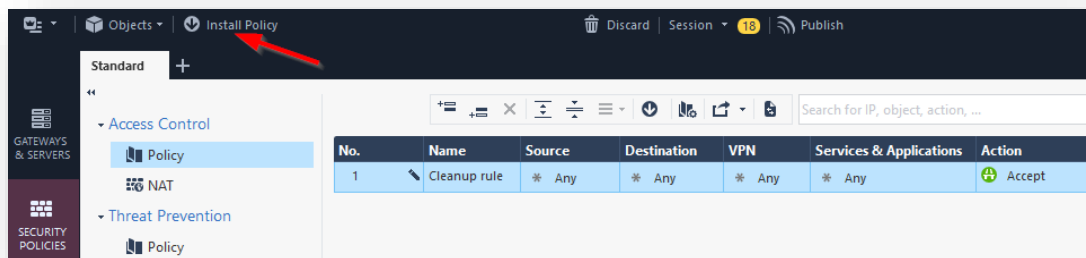 Objects
Install Policy
Discard
Session
18
Publish
Standard
GATEWAYS
& SERVERS
Access Control
Policy
NAT
Threat Prevention
Policy
SECURITY
POLICIES
Search for IP, object, action, ...
No. Name Source Destination VPN Services & Applications Action
1 Cleanup rule Any Any Any Any Accept